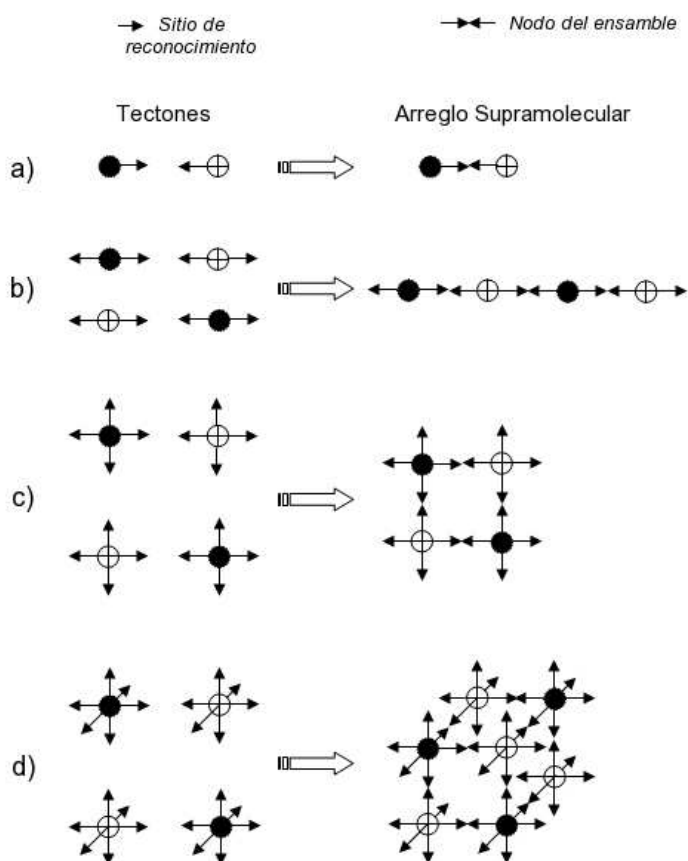 Sitio de
reconocimiento
Nodo del ensamble
Tectones
Arreglo Supramolecular
a)
b)
c)
d)